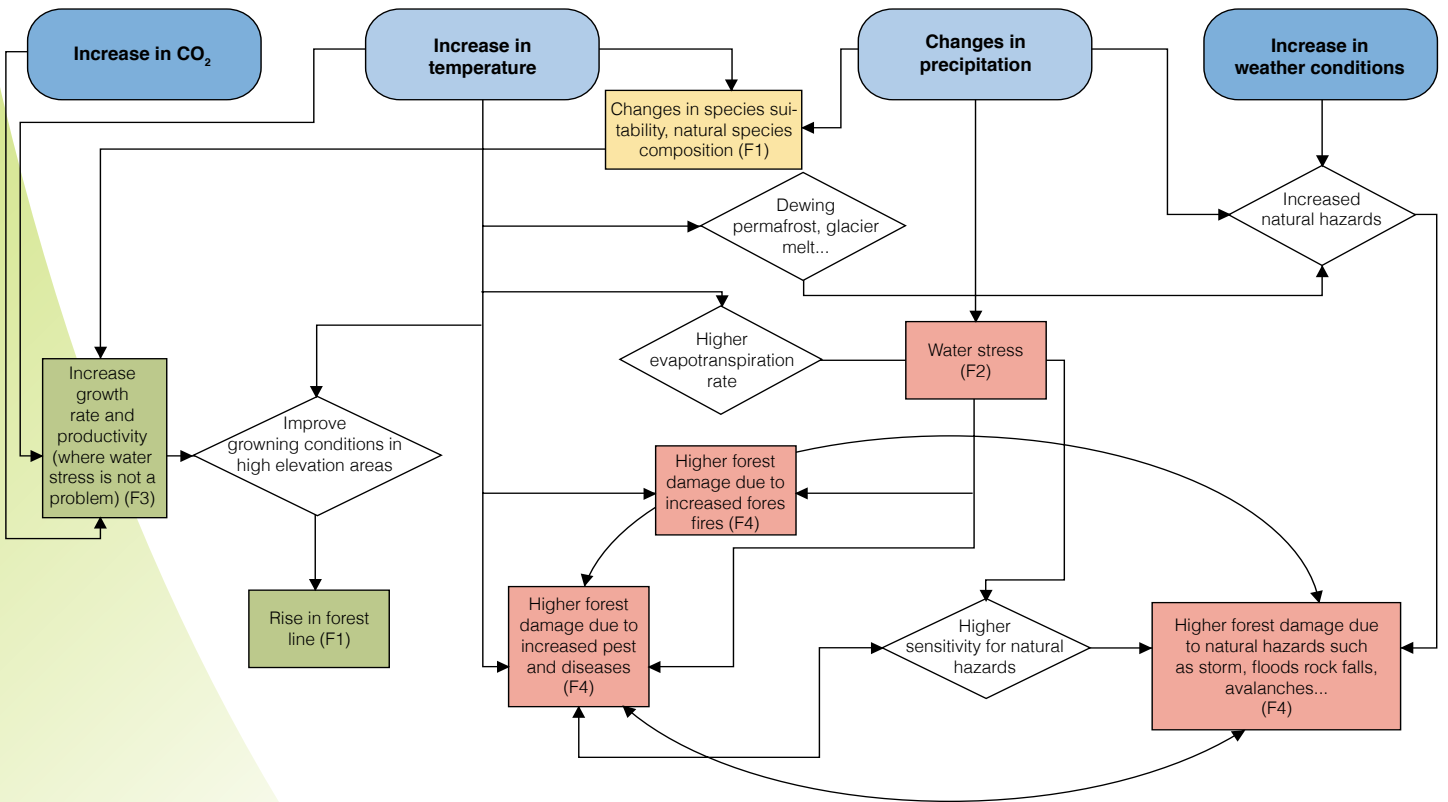 Increase in CO₂
Increase in
temperature
Changes in
precipitation
Increase in
weather conditions
Changes in species sui-
tability, natural species
composition (F1)
Dewing
permafrost, glacier
melt...
Increased
natural hazards
Higher
evapotranspiration
rate
Water stress
(F2)
Increase
growth
rate and
productivity
(where water
stress is not a
problem) (F3)
Improve
grownning conditions in
high elevation areas
Higher forest
damage due to
increased fores
fires (F4)
Rise in forest
line (F1)
Higher forest
damage due to
increased pest
and diseases
(F4)
Higher
sensitivity for natural
hazards
Higher forest damage due
to natural hazards such
as storm, floods rock falls,
avalanches...
(F4)